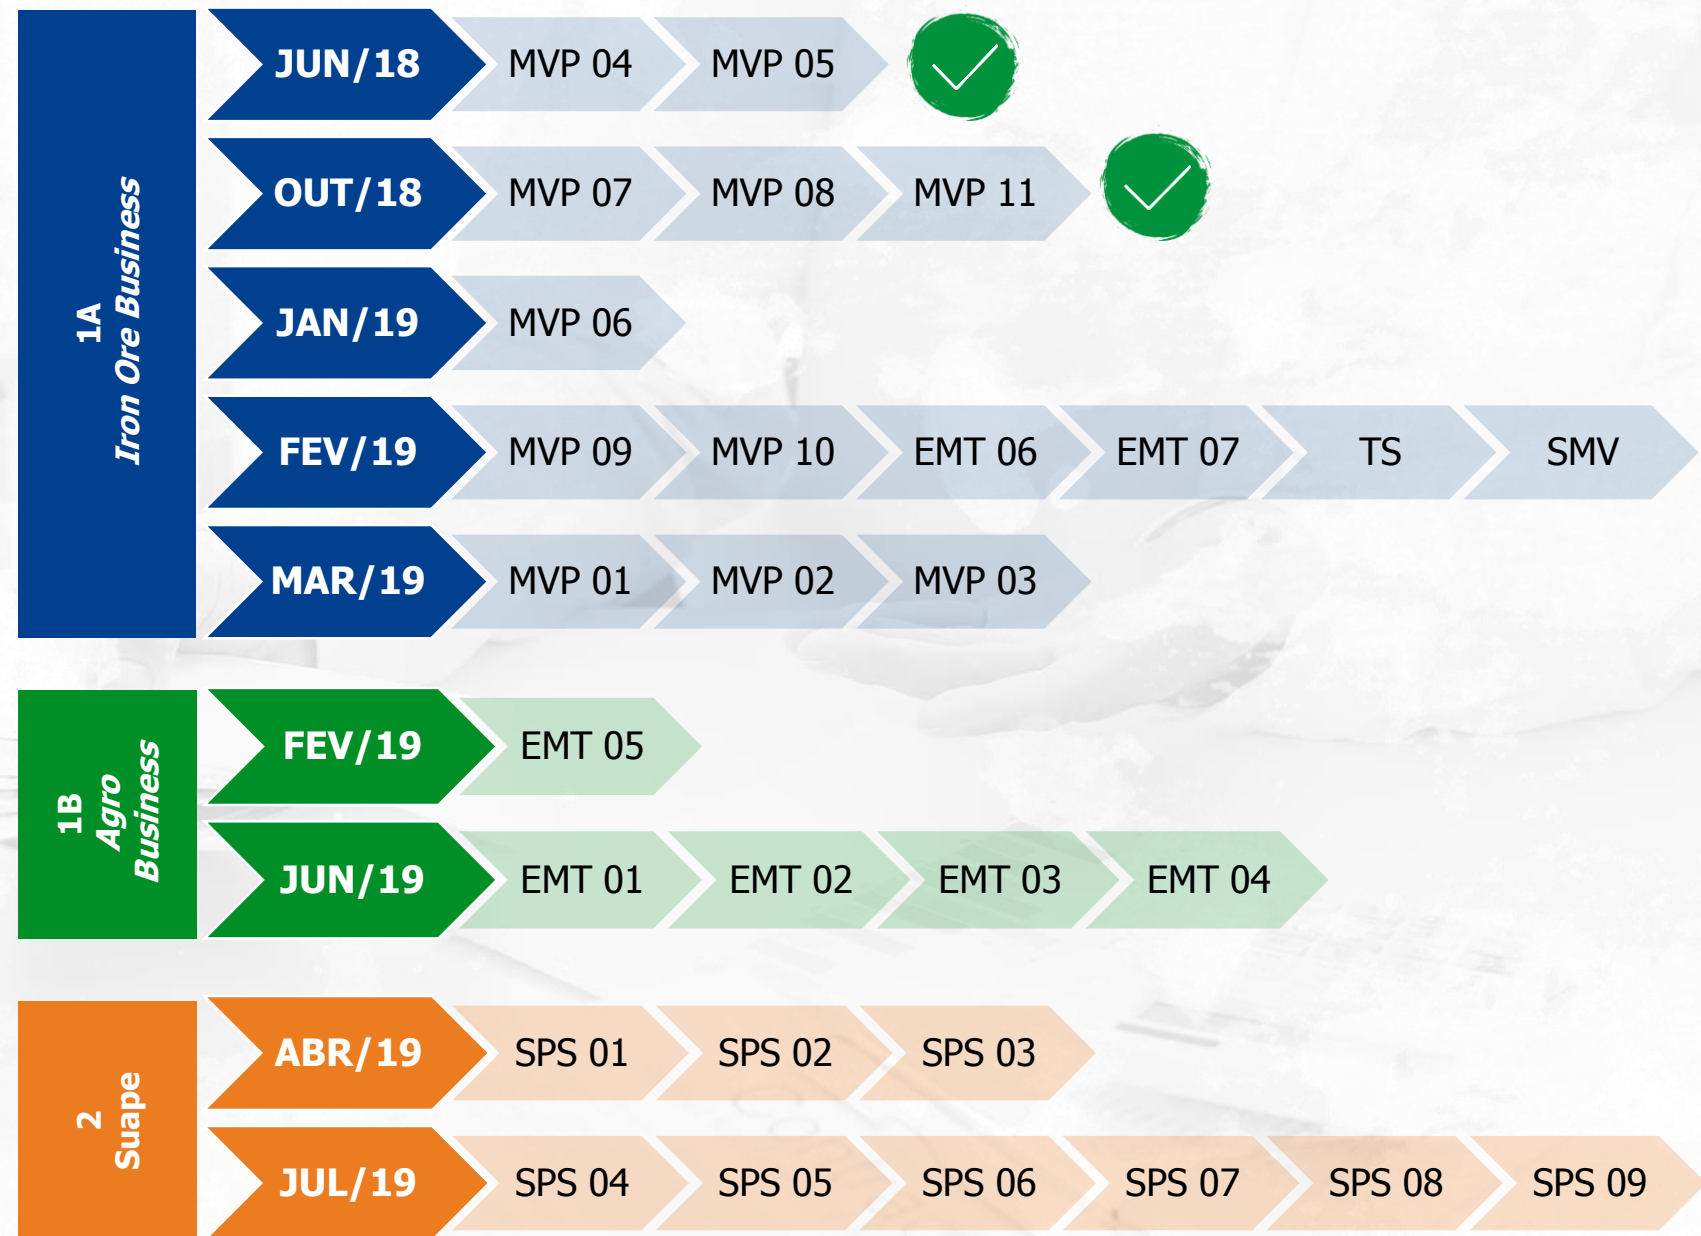 1A
Iron Ore Business
JUN/18 MVP 04 MVP 05
OUT/18 MVP 07 MVP 08 MVP 11
JAN/19 MVP 06
FEV/19 MVP 09 MVP 10 EMT 06 EMT 07 TS SMV
MAR/19 MVP 01 MVP 02 MVP 03
1B
Agro
Business
FEV/19 EMT 05
JUN/19 EMT 01 EMT 02 EMT 03 EMT 04
2
Suape
ABR/19 SPS 01 SPS 02 SPS 03
JUL/19 SPS 04 SPS 05 SPS 06 SPS 07 SPS 08 SPS 09